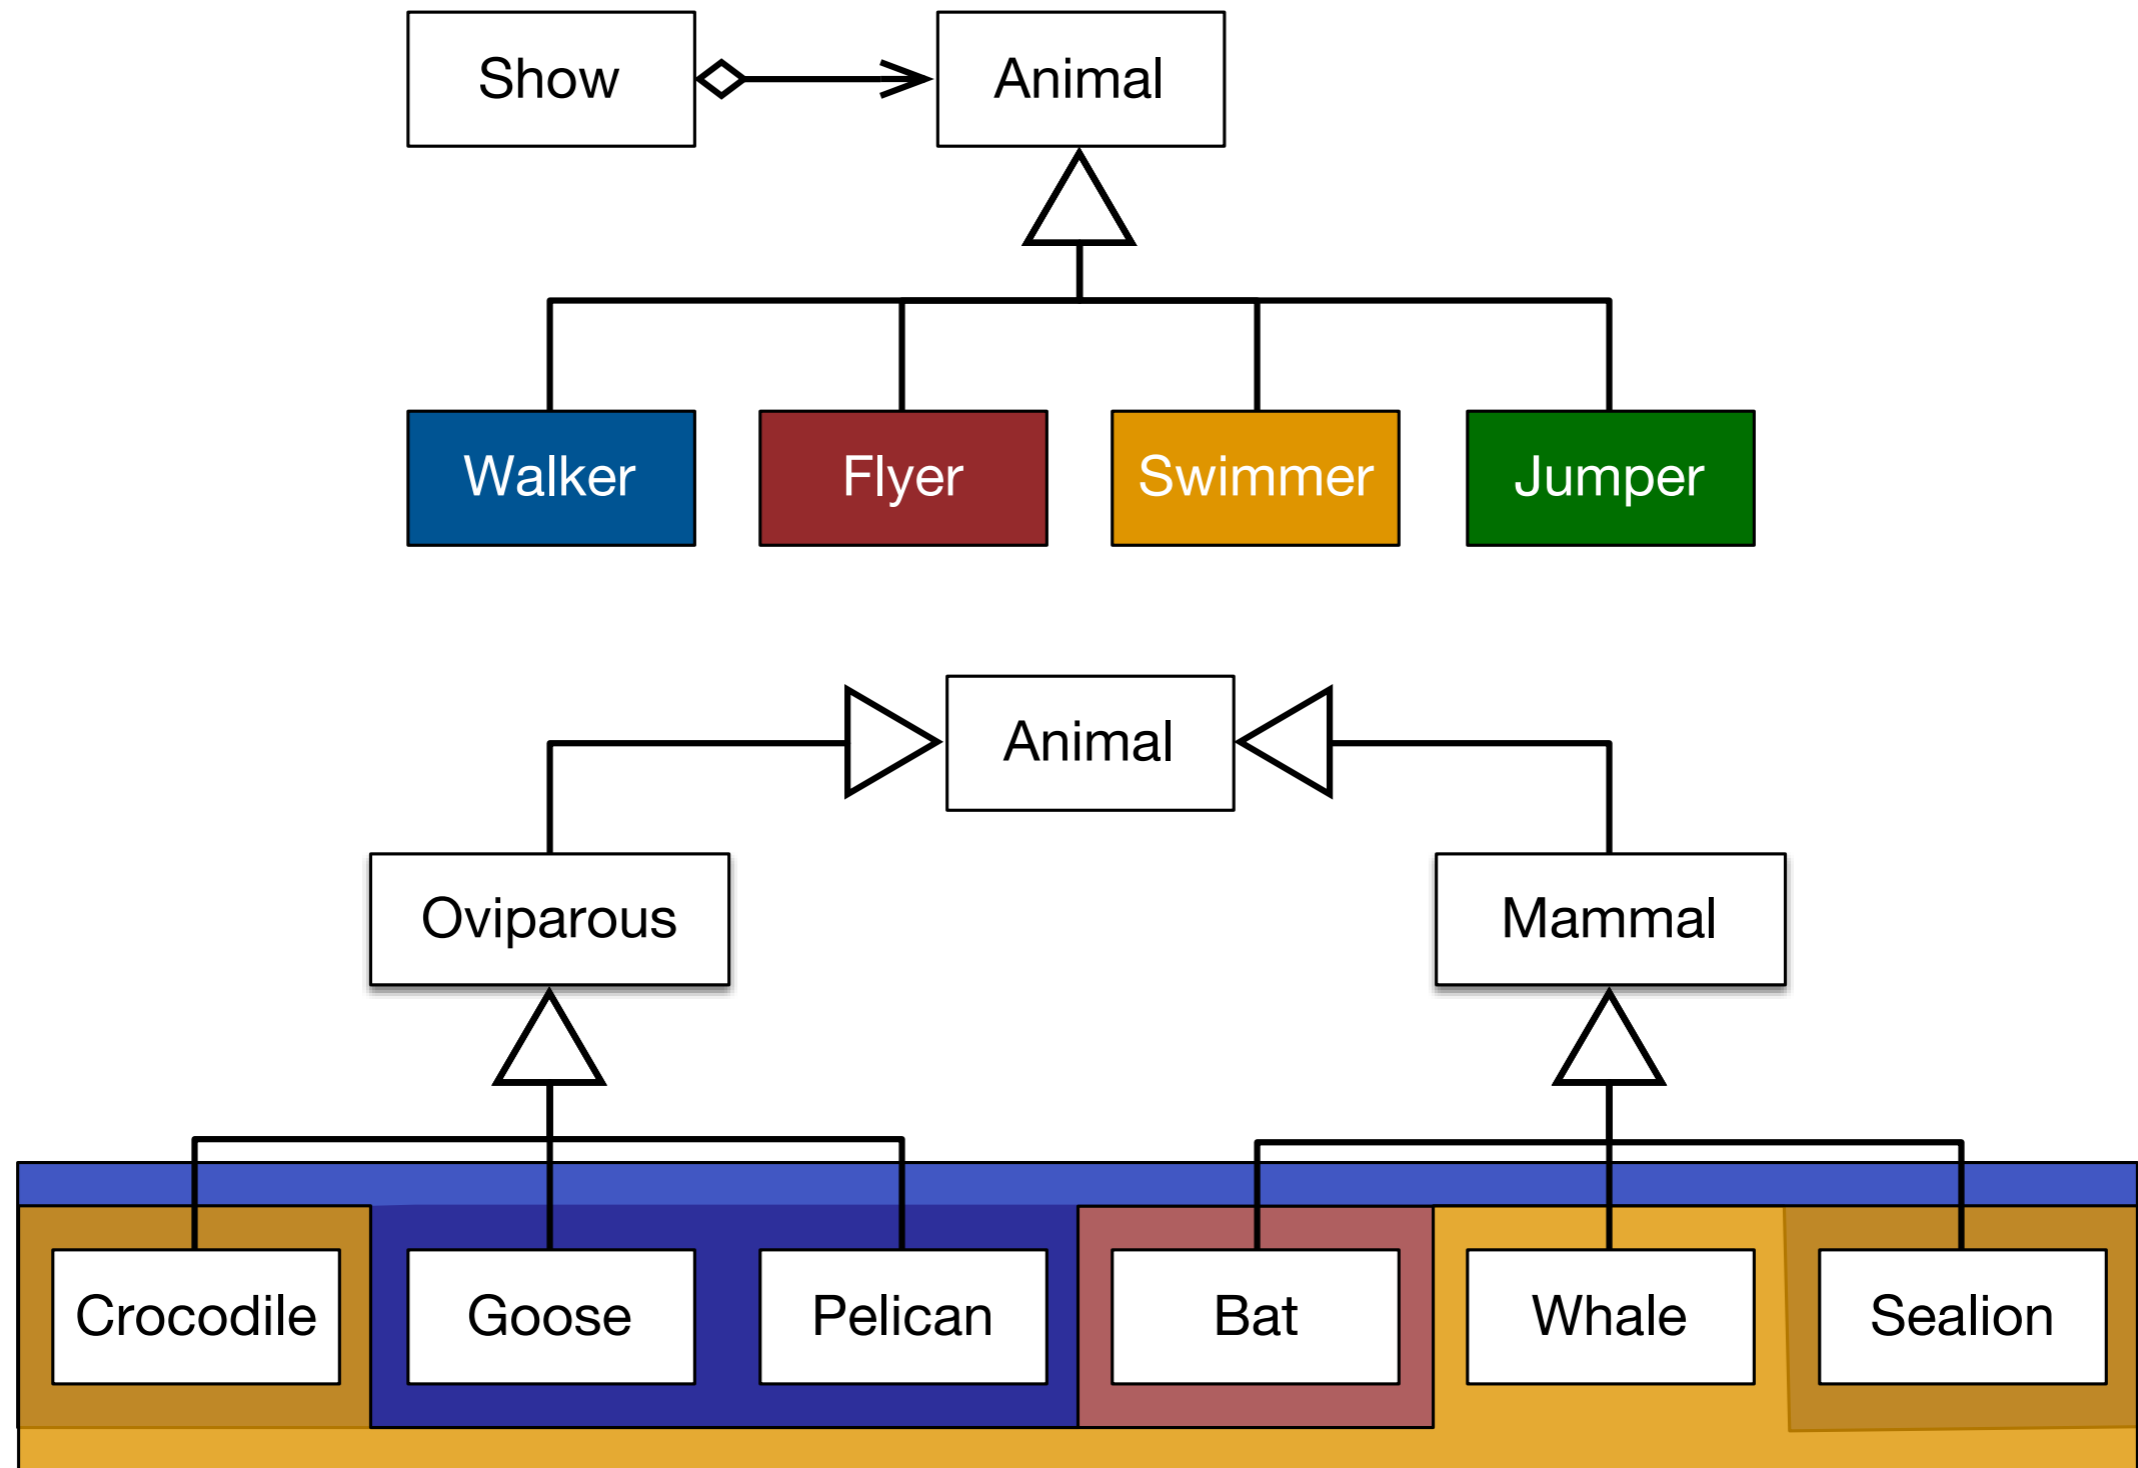 Show
Animal
Walker
Flyer
Swimmer
Jumper
Animal
Oviparous
Mammal
Crocodile
Goose
Pelican
Bat
Whale
Sealion